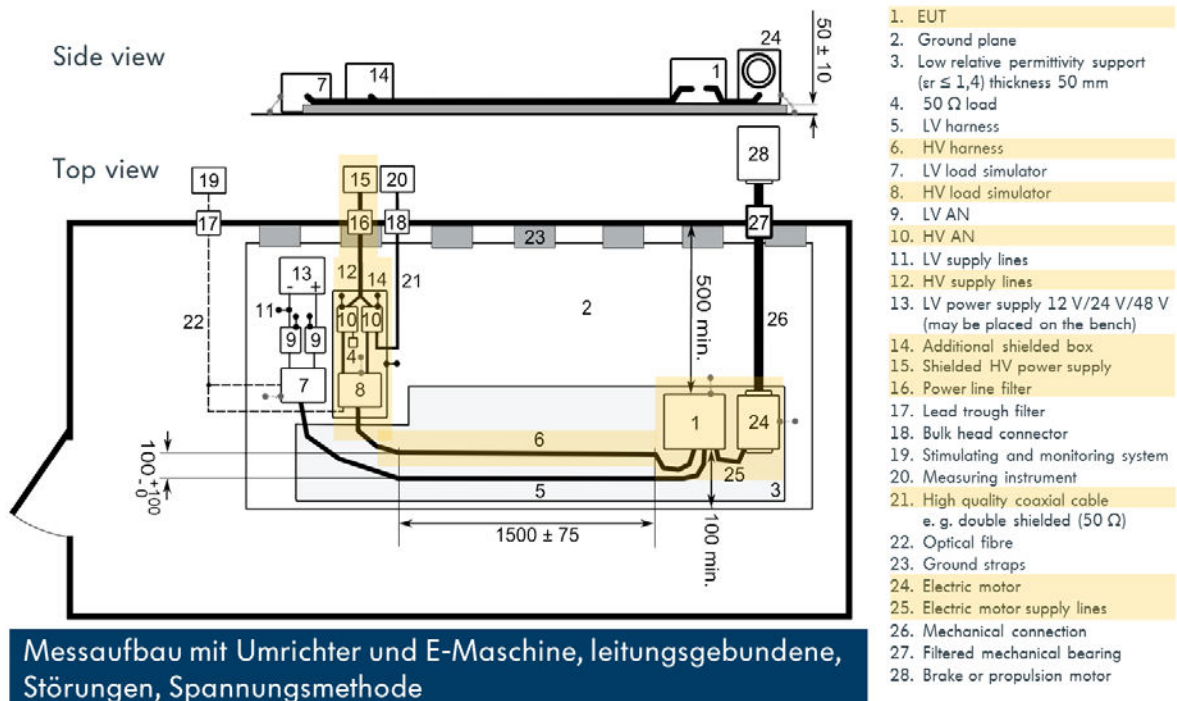 Side view
7
14
1
24
50 ± 10
Top view
19
15
20
28
17
16
18
27
23
13
- +
12
14
21
11
10
10
2
500 min.
26
22
9
9
4
7
8
1
24
6
25
5
3
100 +100 -0
1500 ± 75
100 min.
Messaufbau mit Umrichter und E-Maschine, leitungsgebundene,
Störungen, Spannungsmethode
1. EUT
2. Ground plane
3. Low relative permittivity support
(εr ≤ 1,4) thickness 50 mm
4. 50 Ω load
5. LV harness
6. HV harness
7. LV load simulator
8. HV load simulator
9. LV AN
10. HV AN
11. LV supply lines
12. HV supply lines
13. LV power supply 12 V/24 V/48 V
(may be placed on the bench)
14. Additional shielded box
15. Shielded HV power supply
16. Power line filter
17. Lead trough filter
18. Bulk head connector
19. Stimulating and monitoring system
20. Measuring instrument
21. High quality coaxial cable
e. g. double shielded (50 Ω)
22. Optical fibre
23. Ground straps
24. Electric motor
25. Electric motor supply lines
26. Mechanical connection
27. Filtered mechanical bearing
28. Brake or propulsion motor